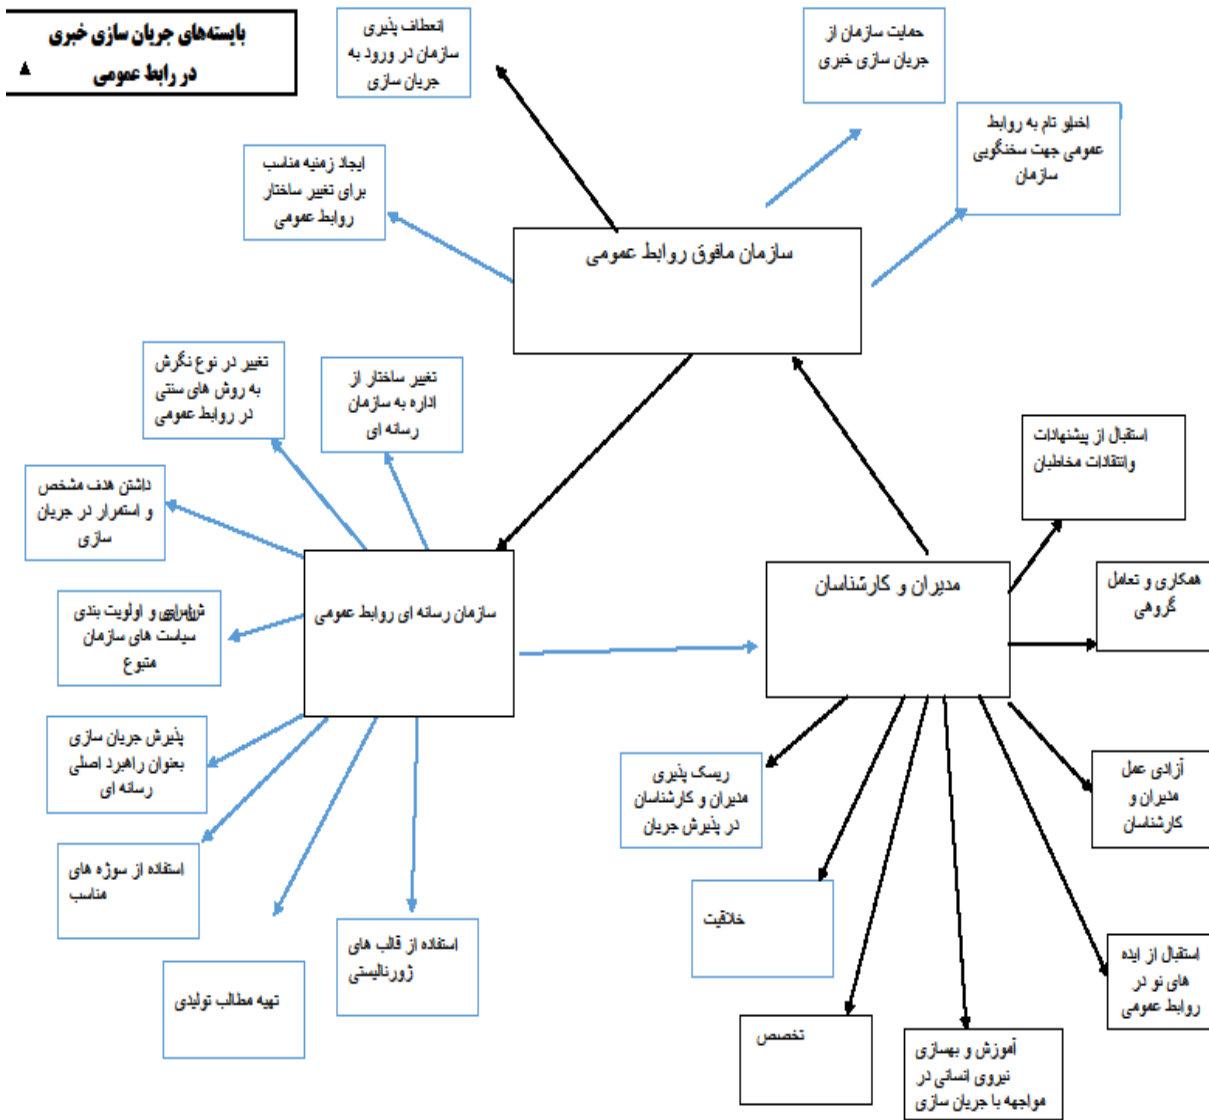 بایسته‌های جریان سازی خبری
در رابط عمومی
انعطاف پذیری
سازمان در ورود به
جریان سازی
حمایت سازمان از
جریان سازی خبری
تام به روابط
عمومی جهت سخنگویی
سازمان
ایجاد زمنیه مناسب
برای تغییر ساختار
روابط عمومی
سازمان مافوق روابط عمومی
تغییر در نوع نگرش
به روش های سنتی
در روابط عمومی
تغییر ساختار از
اداره به سازمان
رسانه ای
استقبال از پیشنهادات
وانتقادات مخاطبان
داشتن هدف مشخص
و استمرار در جریان
سازی
سازمان رسانه ای روابط عمومی
مدیران و کارشناسان
همکاری و تعامل
گروهی
و اولویت بندی
سیاست های سازمان
متبوع
پذیرش جریان سازی
بعنوان راهبرد اصلی
رسانه ای
ریسک پذیری
مدیران و کارشناسان
در پذیرش جریان
آزادی عمل
مدیران و
کارشناسان
استفاده از سوژه های
مناسب
خلاقیت
استفاده از قالب های
ژورنالیستی
استقبال از ایده
های نو در
روابط عمومی
تهیه مطالب تولیدی
تخصص
آموزش و بهسازی
نیروی انسانی در
مواجهه با جریان سازی